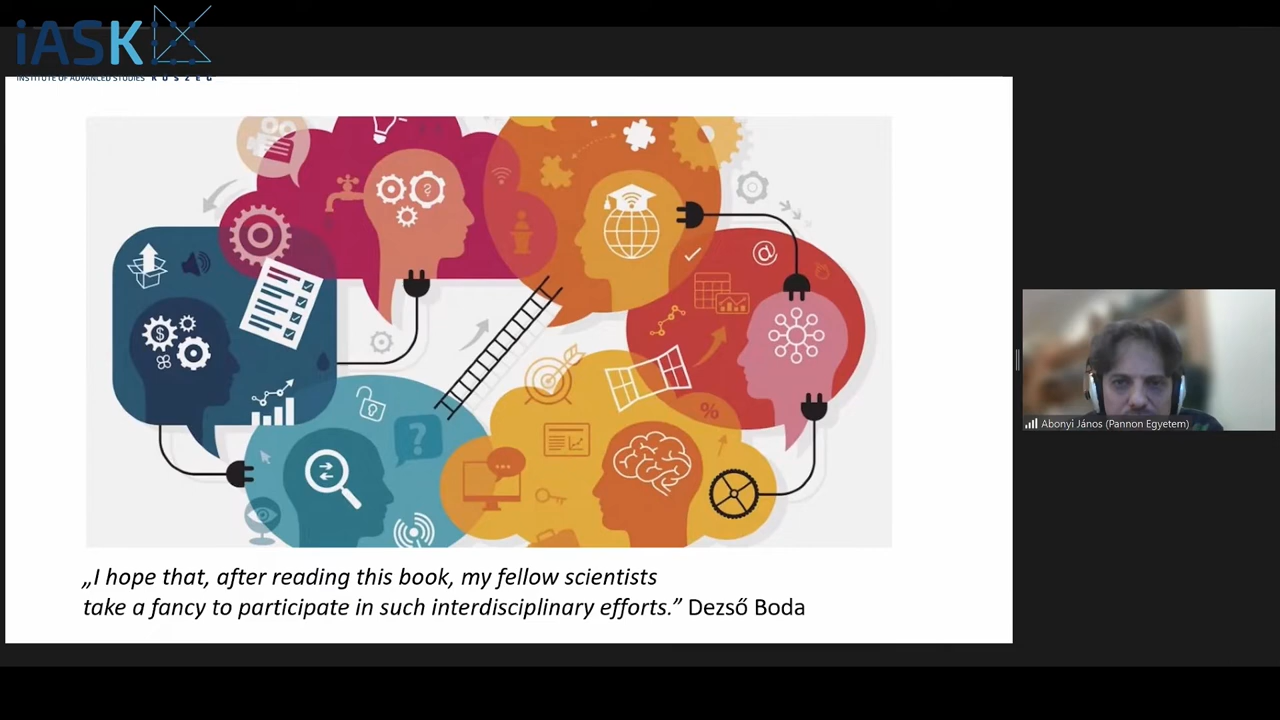 iASK
INSTITUTE OF ADVANCED STUDIES KŐSZEG
?
$
@
?
%
Abonyi János (Pannon Egyetem)
„I hope that, after reading this book, my fellow scientists
take a fancy to participate in such interdisciplinary efforts.” Dezső Boda